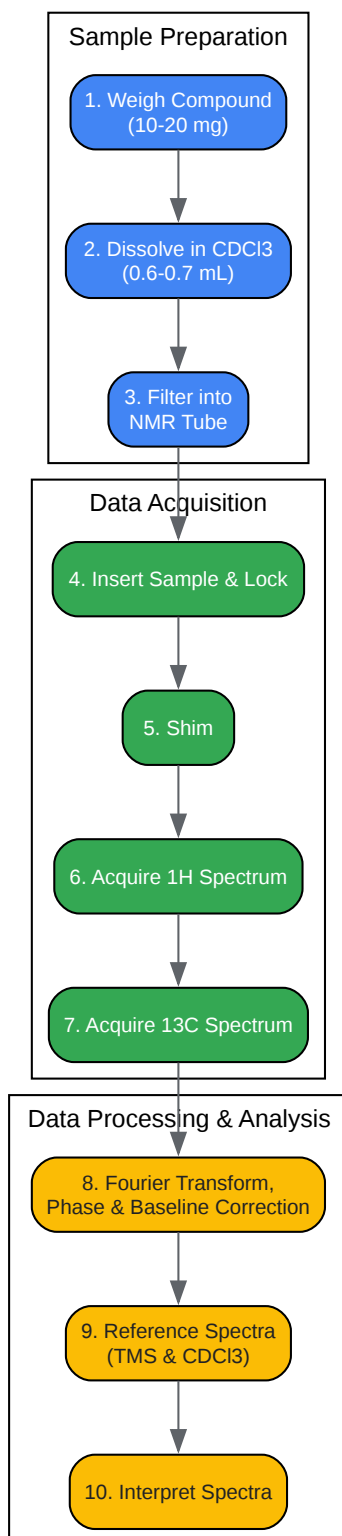 Sample Preparation
1. Weigh Compound
(10-20 mg)
2. Dissolve in CDCl3
(0.6-0.7 mL)
3. Filter into
NMR Tube
Data Acquisition
4. Insert Sample & Lock
5. Shim
6. Acquire 1H Spectrum
7. Acquire 13C Spectrum
Data Processing & Analysis
8. Fourier Transform,
Phase & Baseline Correction
9. Reference Spectra
(TMS & CDCl3)
10. Interpret Spectra